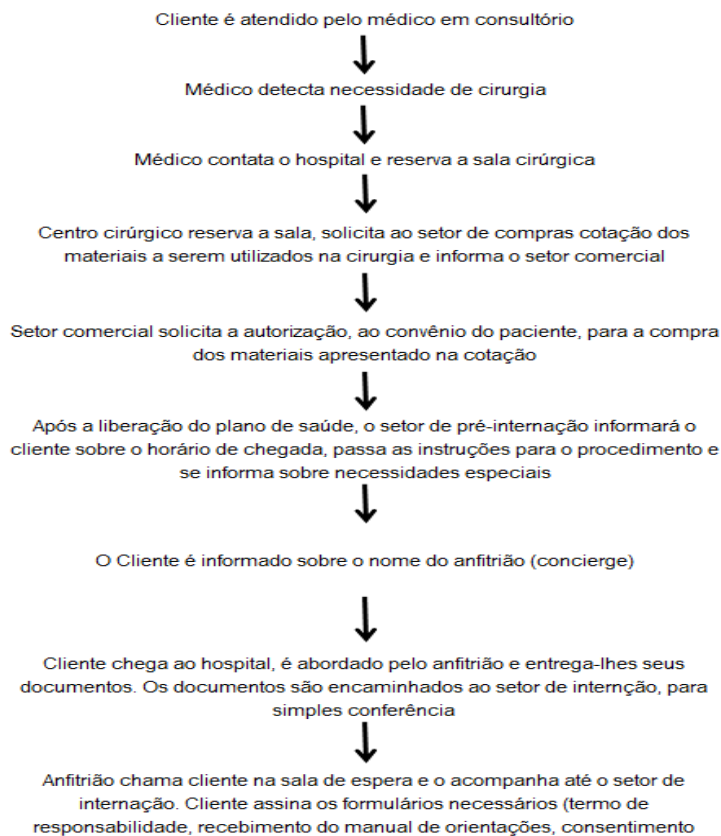 Cliente é atendido pelo médico em consultório
Médico detecta necessidade de cirurgia
Médico contata o hospital e reserva a sala cirúrgica
Centro cirúrgico reserva a sala, solicita ao setor de compras cotação dos
materiais a serem utilizados na cirurgia e informa o setor comercial
Setor comercial solicita a autorização, ao convênio do paciente, para a compra
dos materiais apresentado na cotação
Após a liberação do plano de saúde, o setor de pré-internação informará o
cliente sobre o horário de chegada, passa as instruções para o procedimento e
se informa sobre necessidades especiais
O Cliente é informado sobre o nome do anfitrião (concierge)
Cliente chega ao hospital, é abordado pelo anfitrião e entrega-lhes seus
documentos. Os documentos são encaminhados ao setor de internção, para
simples conferência
Anfitrião chama cliente na sala de espera e o acompanha até o setor de
internação. Cliente assina os formulários necessários (termo de
responsabilidade, recebimento do manual de orientações, consentimento